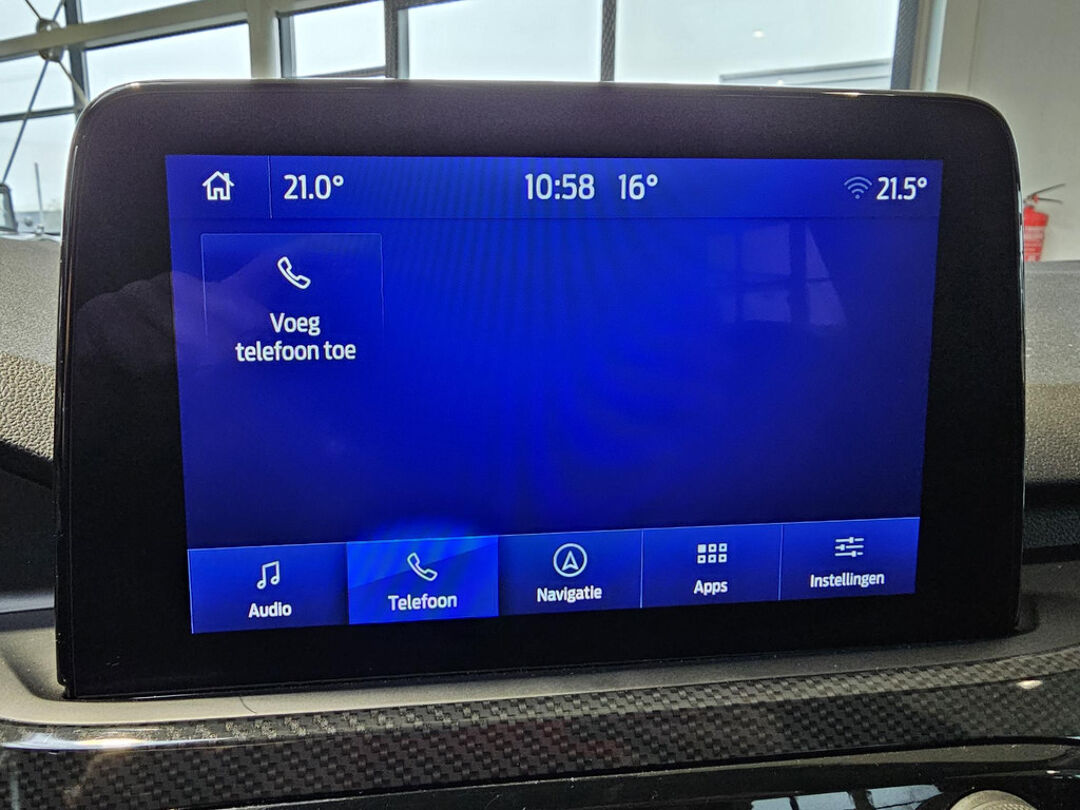 21.0° 10:58 16° 21.5°
Voeg
telefoon toe
Audio Telefoon Navigatie Apps Instellingen